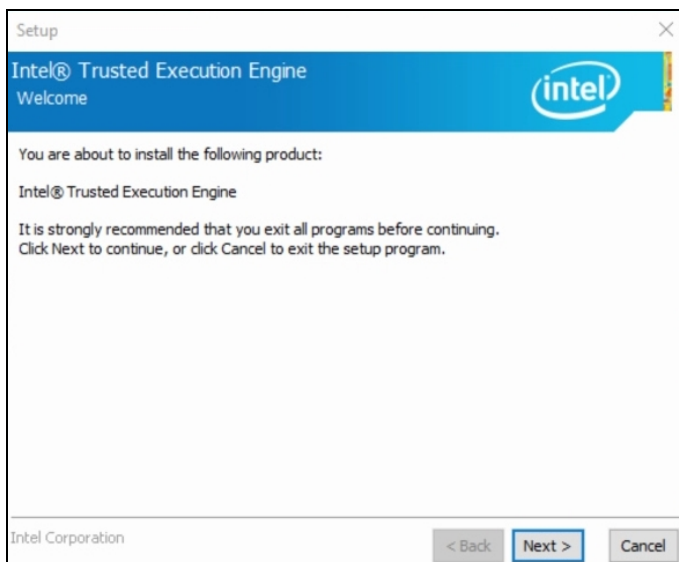 Setup
Intel® Trusted Execution Engine
Welcome
intel
You are about to install the following product:
Intel® Trusted Execution Engine
It is strongly recommended that you exit all programs before continuing.
Click Next to continue, or click Cancel to exit the setup program.
Intel Corporation
< Back Next > Cancel